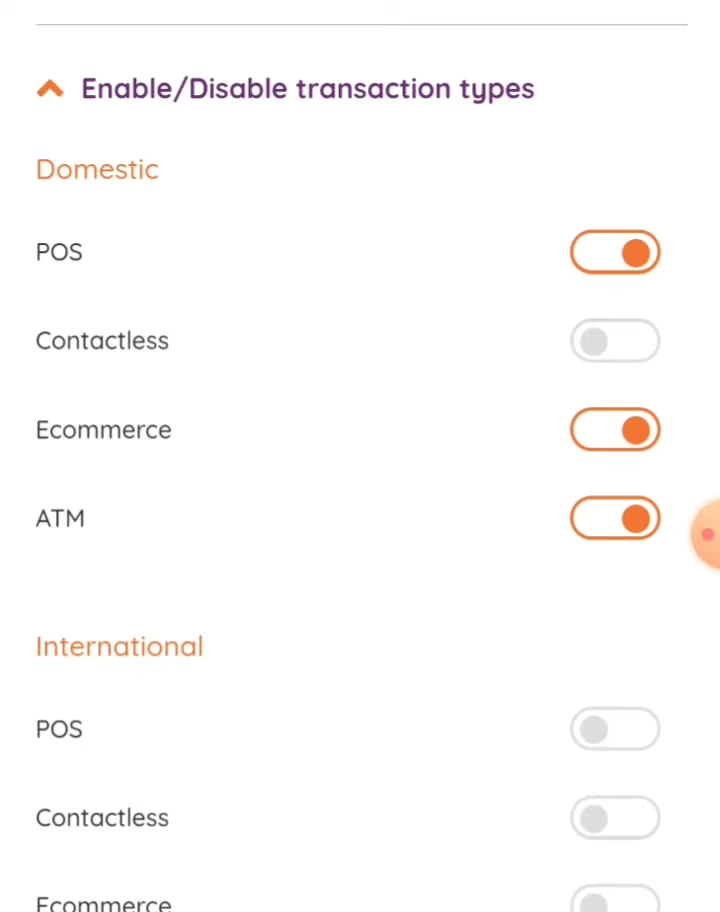 Enable/Disable transaction types
Domestic
POS
Contactless
Ecommerce
ATM
International
POS
Contactless
Ecommerce